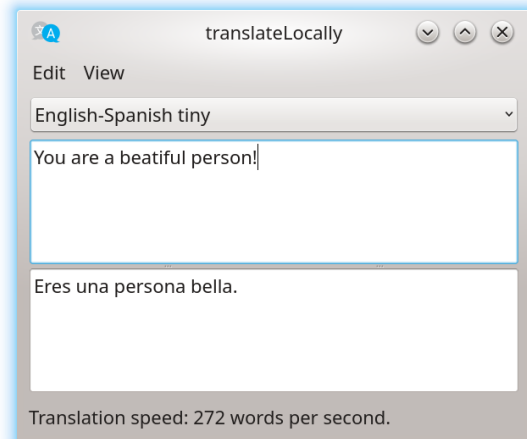 translateLocally
Edit View
English-Spanish tiny
You are a beatiful person!
Eres una persona bella.
Translation speed: 272 words per second.